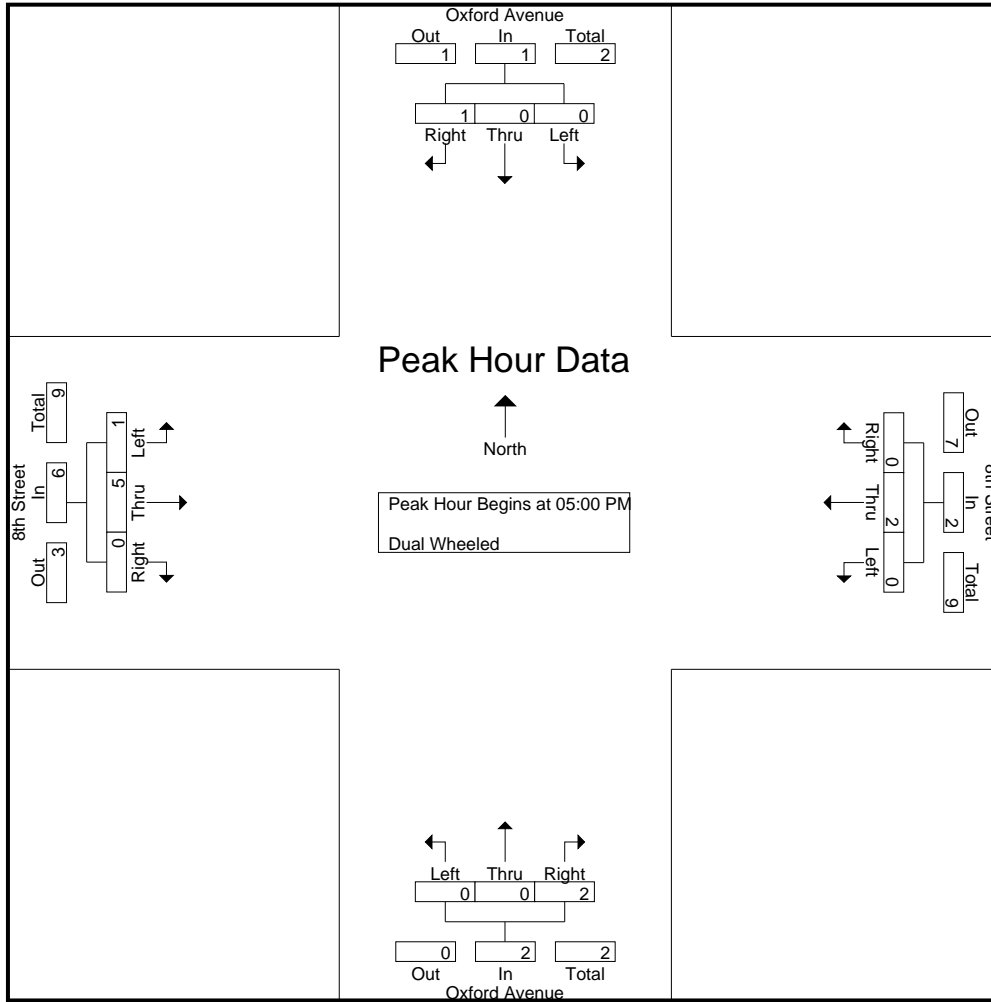 Oxford Avenue
Out In Total
1 1 2
1 0 0
Right Thru Left
Peak Hour Data
North
Peak Hour Begins at 05:00 PM
Dual Wheeled
8th Street
Total In Out
9 6 3
1 5 0
Left Thru Right
8th Street
Out In Total
7 2 9
0 2 0
Right Thru Left
Left Thru Right
0 0 2
0 2 2
Out In Total
Oxford Avenue